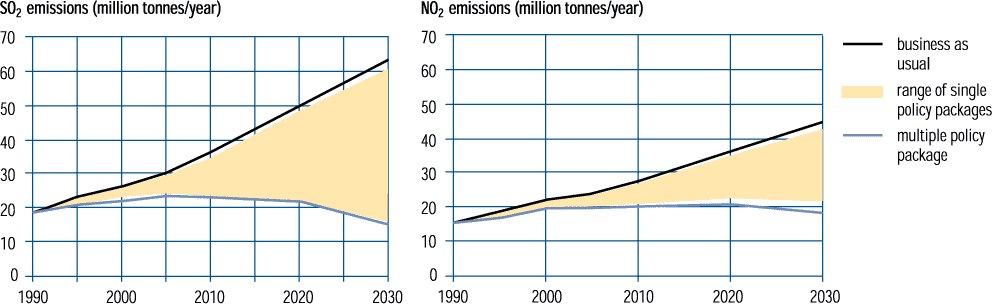 SO2 emissions (million tonnes/year)
70
60
50
40
30
20
10
0
1990 2000 2010 2020 2030
NO2 emissions (million tonnes/year)
70
60
50
40
30
20
10
0
1990 2000 2010 2020 2030
business as
usual
range of single
policy packages
multiple policy
package